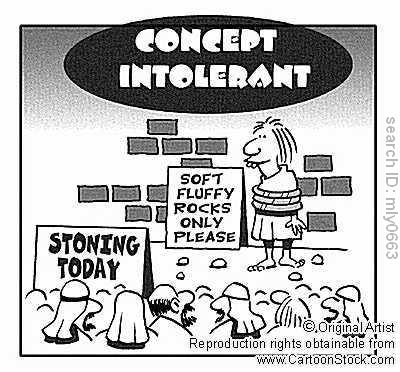 CONCEPT
INTOLERANT
SOFT
FLUFFY
ROCKS
ONLY
PLEASE
STONING
TODAY
search ID: mly0663
© Original Artist
Reproduction rights obtainable from
www.CartoonStock.com